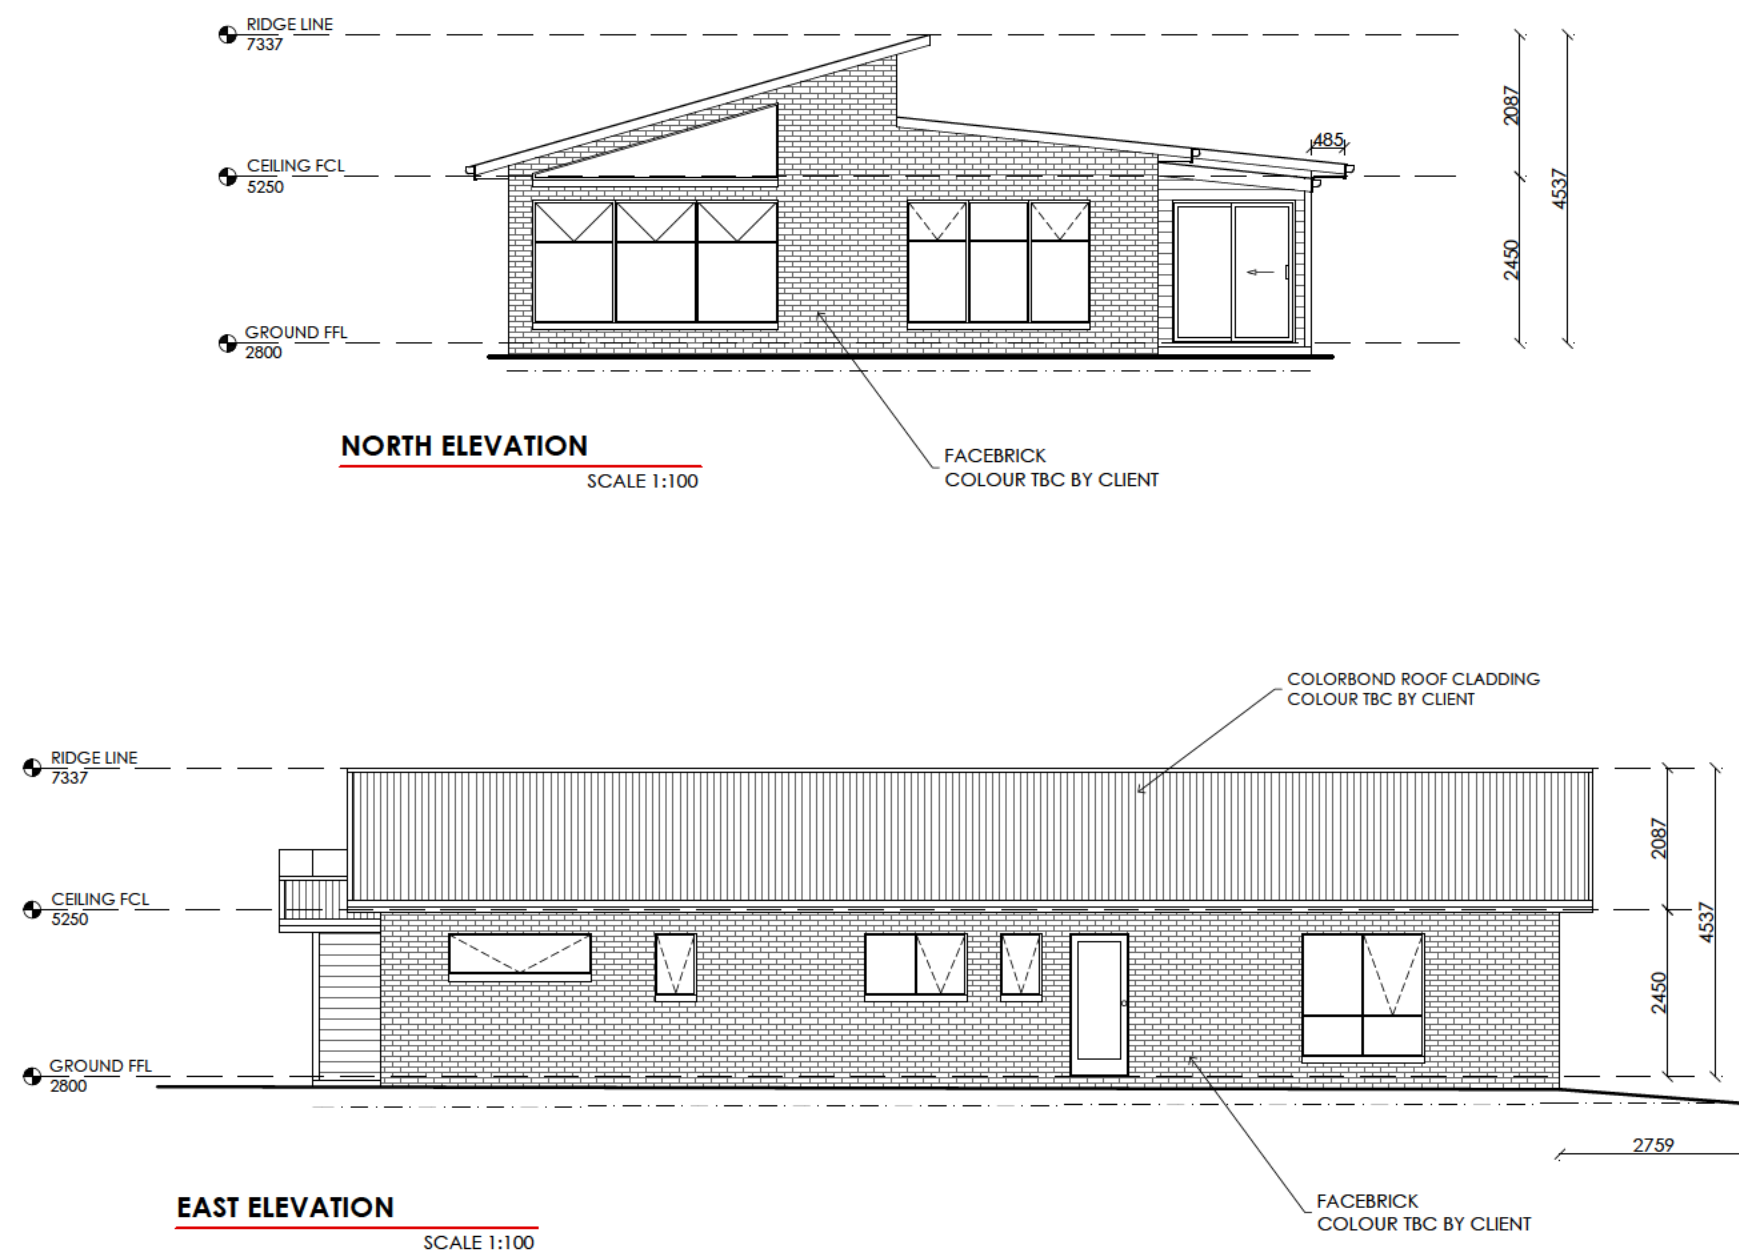 RIDGE LINE
7337
CEILING FCL
5250
GROUND FFL
2800
485
2087
2450
4537
NORTH ELEVATION
SCALE 1:100
FACEBRICK
COLOUR TBC BY CLIENT
COLORBOND ROOF CLADDING
COLOUR TBC BY CLIENT
RIDGE LINE
7337
CEILING FCL
5250
GROUND FFL
2800
2087
2450
4537
2759
EAST ELEVATION
SCALE 1:100
FACEBRICK
COLOUR TBC BY CLIENT